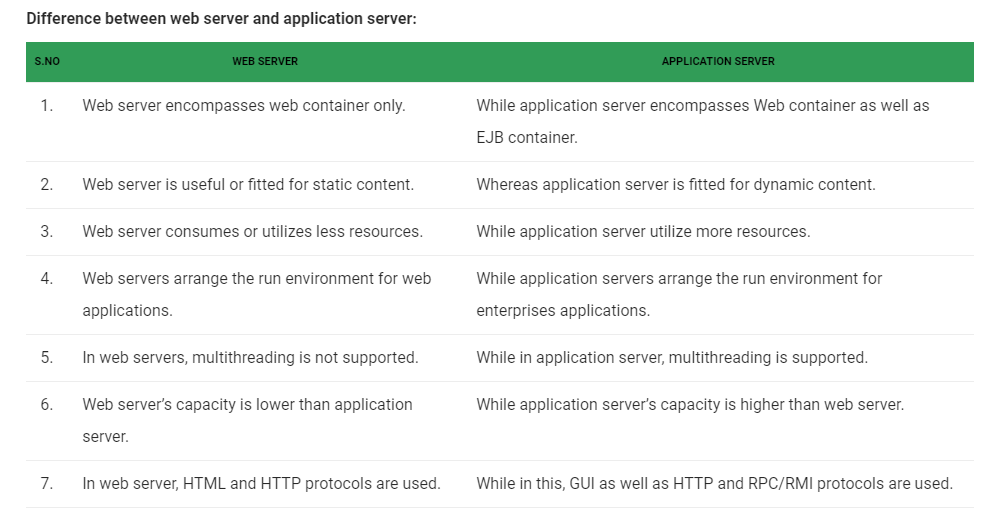 Difference between web server and application server:
S.NO WEB SERVER APPLICATION SERVER
1. Web server encompasses web container only. While application server encompasses Web container as well as
EJB container.
2. Web server is useful or fitted for static content. Whereas application server is fitted for dynamic content.
3. Web server consumes or utilizes less resources. While application server utilize more resources.
4. Web servers arrange the run environment for web While application servers arrange the run environment for
applications. enterprises applications.
5. In web servers, multithreading is not supported. While in application server, multithreading is supported.
6. Web server’s capacity is lower than application While application server’s capacity is higher than web server.
server.
7. In web server, HTML and HTTP protocols are used. While in this, GUI as well as HTTP and RPC/RMI protocols are used.